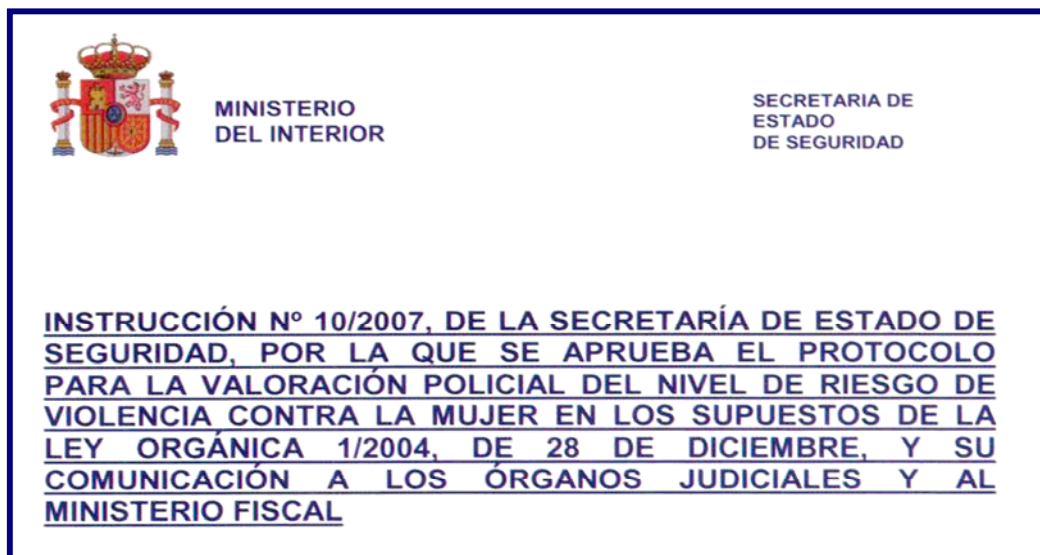 MINISTERIO
DEL INTERIOR
SECRETARIA DE
ESTADO
DE SEGURIDAD
INSTRUCCIÓN Nº 10/2007, DE LA SECRETARÍA DE ESTADO DE
SEGURIDAD, POR LA QUE SE APRUEBA EL PROTOCOLO
PARA LA VALORACIÓN POLICIAL DEL NIVEL DE RIESGO DE
VIOLENCIA CONTRA LA MUJER EN LOS SUPUESTOS DE LA
LEY ORGÁNICA 1/2004, DE 28 DE DICIEMBRE, Y SU
COMUNICACIÓN A LOS ÓRGANOS JUDICIALES Y AL
MINISTERIO FISCAL